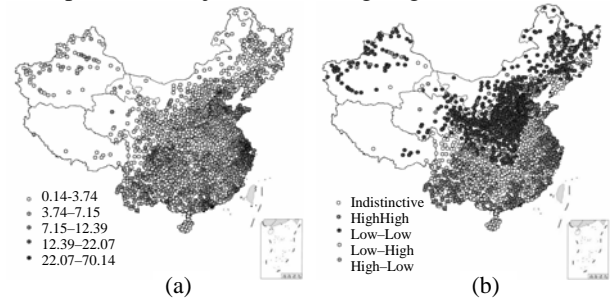 0.14-3.74
3.74–7.15
7.15–12.39
12.39–22.07
22.07–70.14
(a)
Indistinctive
HighHigh
Low–Low
Low–High
High–Low
(b)